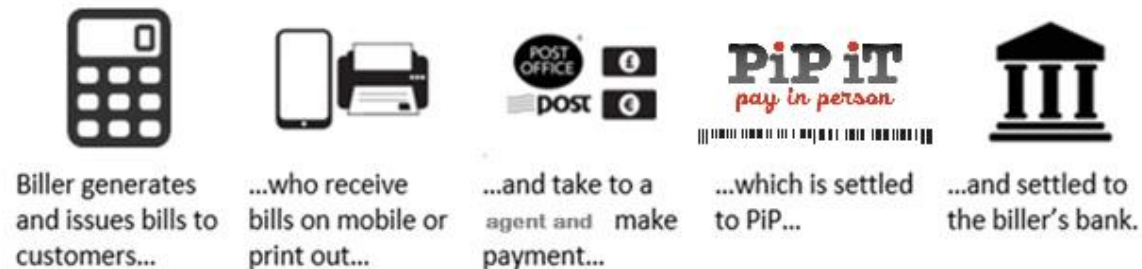 0
POST
OFFICE
£
post
€
PiP iT
pay in person
Biller generates
and issues bills to
customers...
...who receive
bills on mobile or
print out...
...and take to a
agent and make
payment...
...which is settled
to PiP...
...and settled to
the biller's bank.